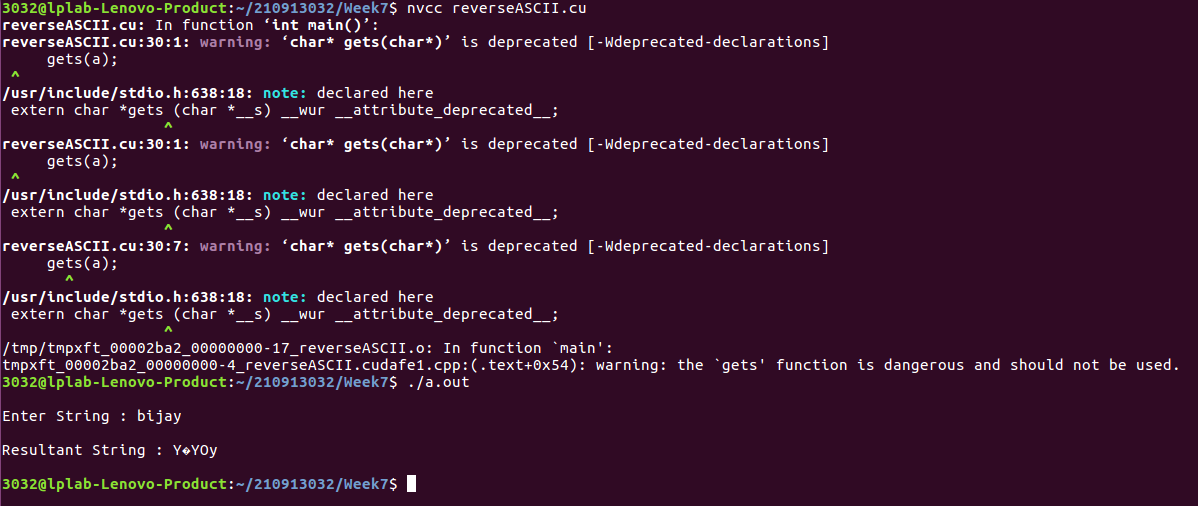 3032@lplab-Lenovo-Product:~/210913032/Week7$ nvcc reverseASCII.cu
reverseASCII.cu: In function ‘int main()’:
reverseASCII.cu:30:1: warning: ‘char* gets(char*)’ is deprecated [-Wdeprecated-declarations]
     gets(a);
 ^
/usr/include/stdio.h:638:18: note: declared here
 extern char *gets (char *__s) __wur __attribute_deprecated__;
                  ^
reverseASCII.cu:30:1: warning: ‘char* gets(char*)’ is deprecated [-Wdeprecated-declarations]
     gets(a);
 ^
/usr/include/stdio.h:638:18: note: declared here
 extern char *gets (char *__s) __wur __attribute_deprecated__;
                  ^
reverseASCII.cu:30:7: warning: ‘char* gets(char*)’ is deprecated [-Wdeprecated-declarations]
     gets(a);
       ^
/usr/include/stdio.h:638:18: note: declared here
 extern char *gets (char *__s) __wur __attribute_deprecated__;
                  ^
/tmp/tmpxft_00002ba2_00000000-17_reverseASCII.o: In function `main':
tmpxft_00002ba2_00000000-4_reverseASCII.cudafe1.cpp:(.text+0x54): warning: the `gets' function is dangerous and should not be used.
3032@lplab-Lenovo-Product:~/210913032/Week7$ ./a.out
Enter String : bijay
Resultant String : Y�YOy
3032@lplab-Lenovo-Product:~/210913032/Week7$